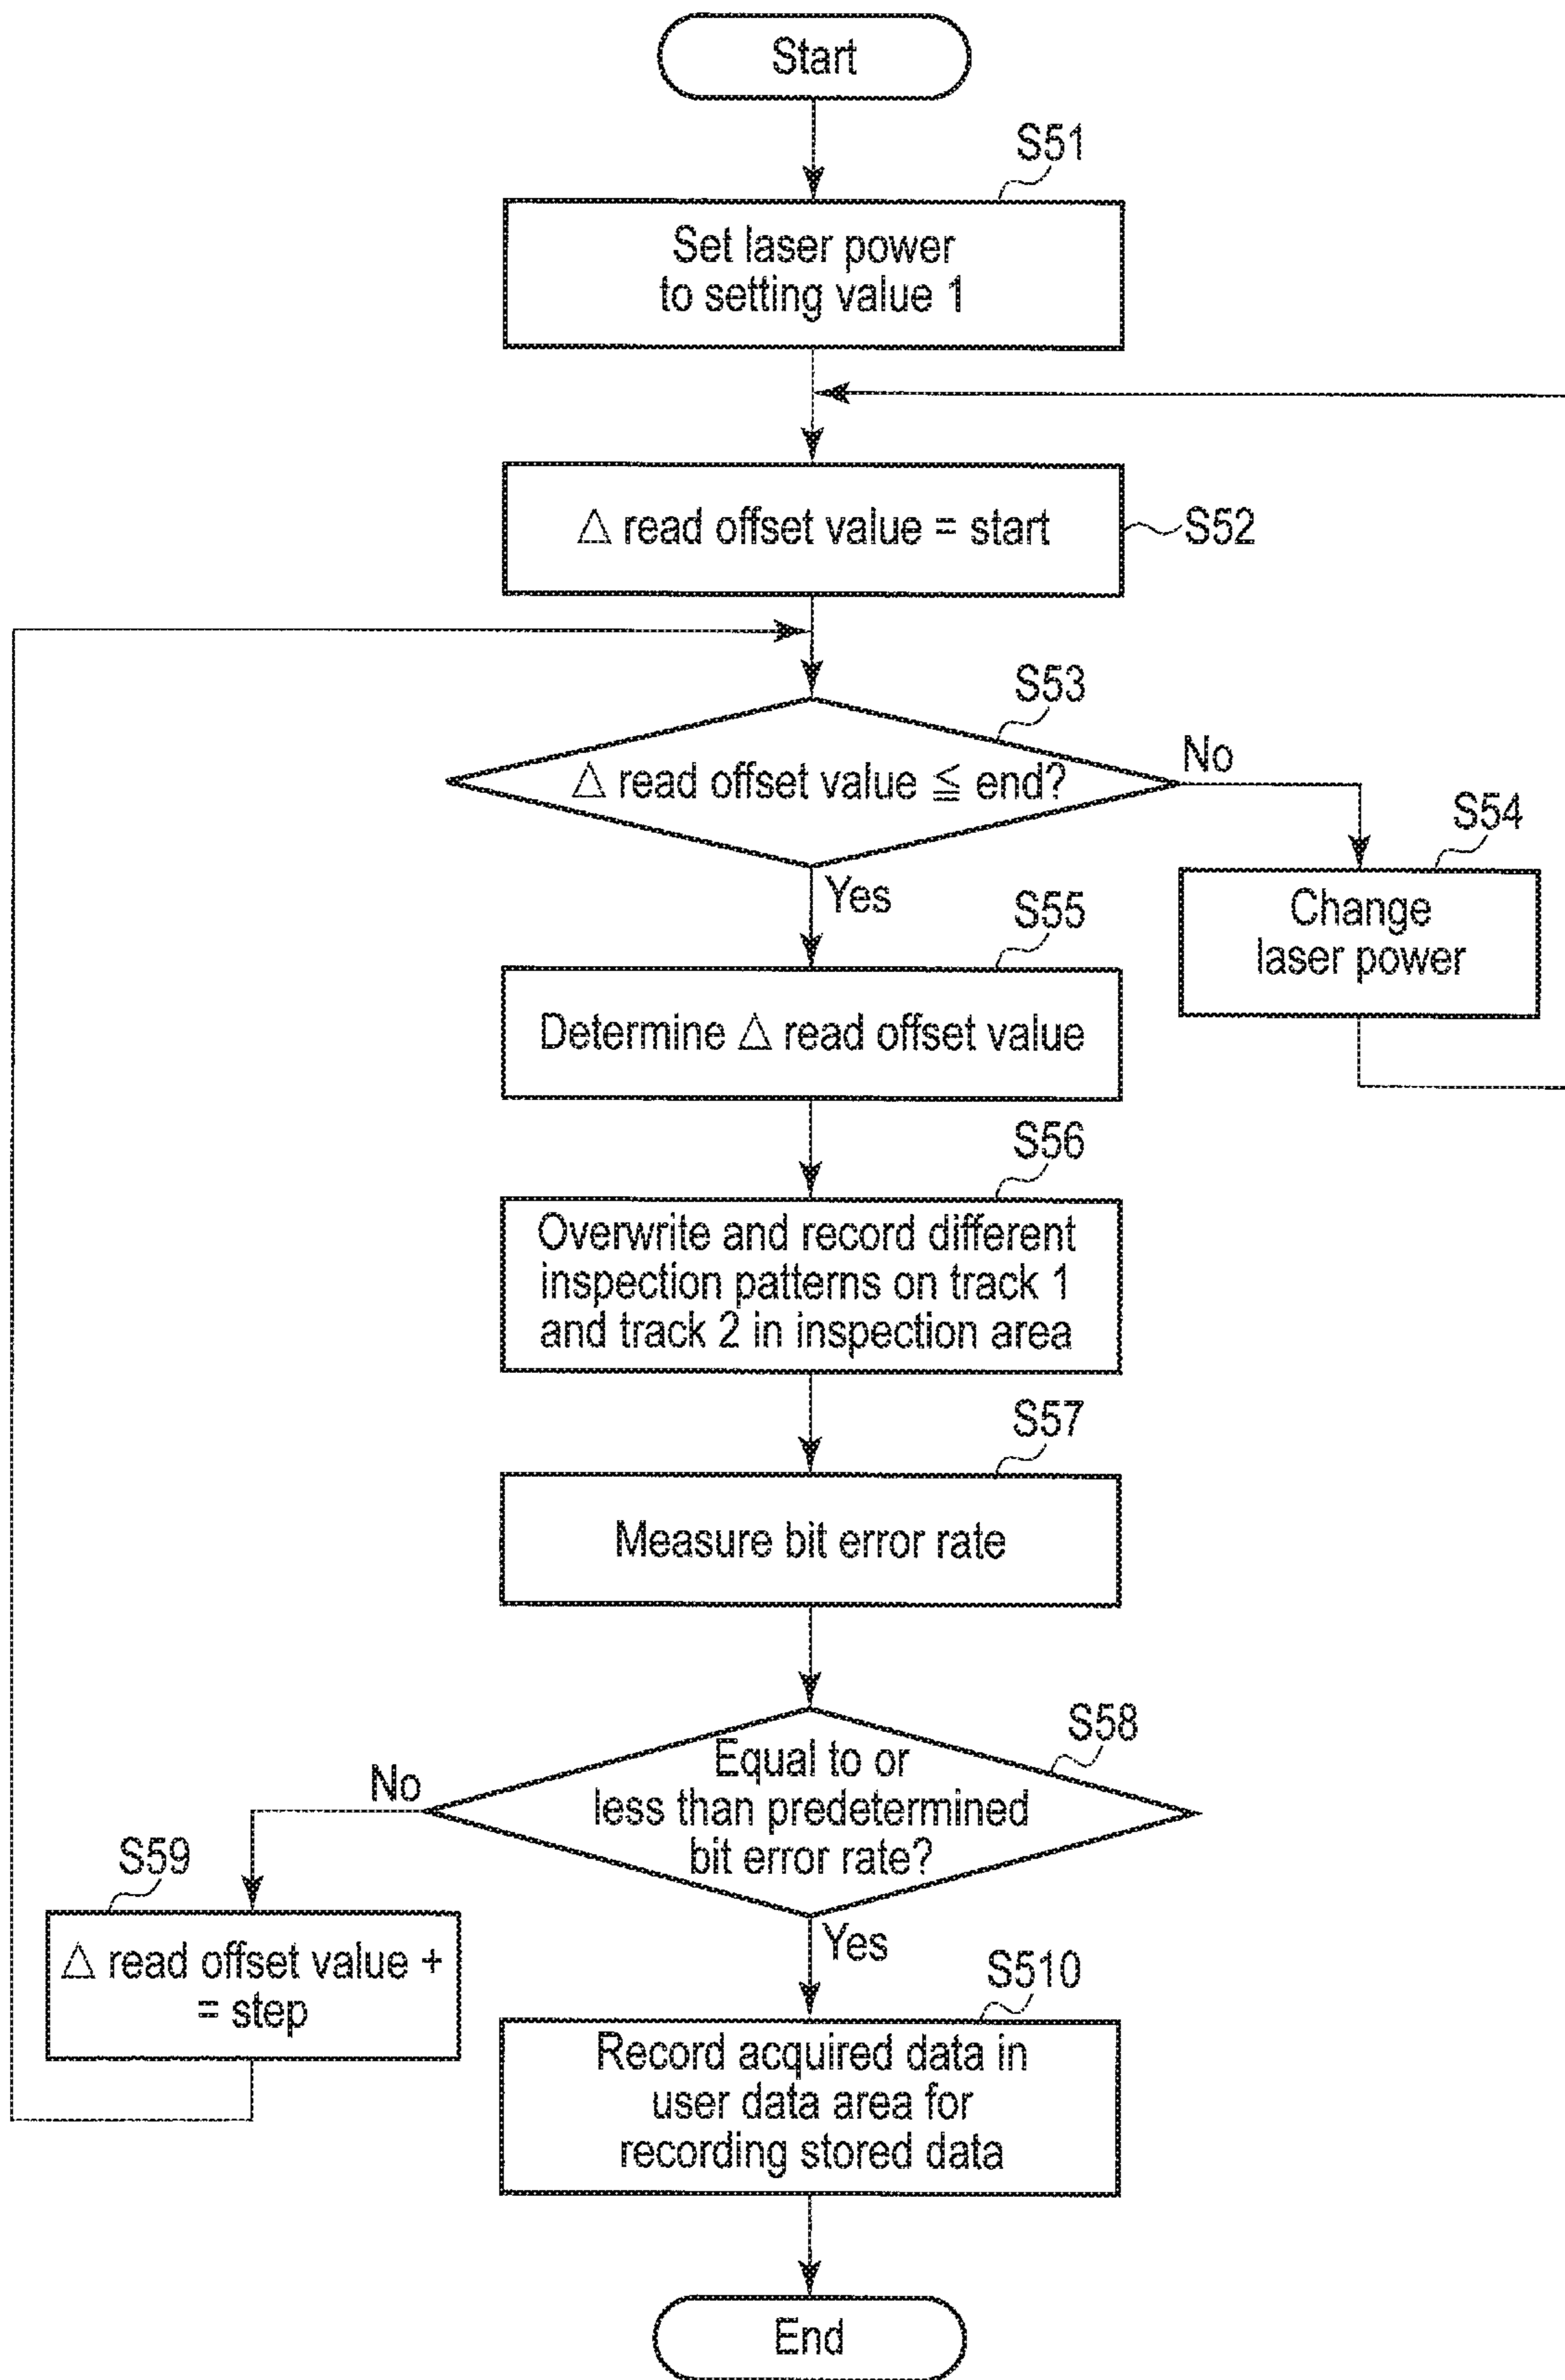 Start
S51
Set laser power
to setting value 1
△ read offset value = start
S52
S53
△ read offset value ≦ end?
No
S54
Change
laser power
Yes
S55
Determine △ read offset value
S56
Overwrite and record different
inspection patterns on track 1
and track 2 in inspection area
S57
Measure bit error rate
S58
Equal to or
less than predetermined
bit error rate?
No
S59
△ read offset value +
= step
Yes
S510
Record acquired data in
user data area for
recording stored data
End